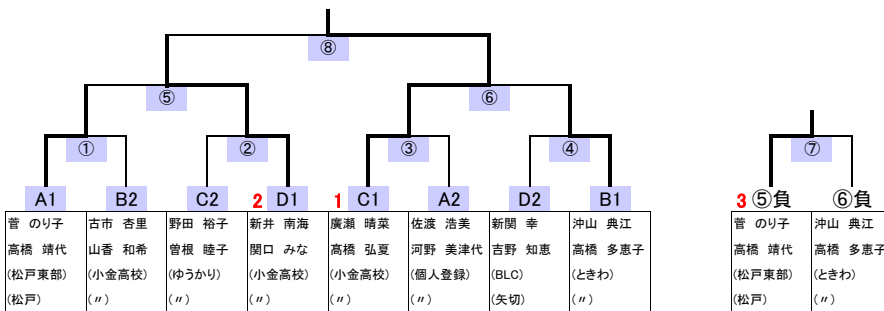 ⑧
⑤ ⑥
① ② ③ ④ ⑦
A1 B2 C2 2 D1 1 C1 A2 D2 B1 3 ⑤負 ⑥負
菅 のり子 古市 杏里 野田 裕子 新井 南海 廣瀬 晴菜 佐渡 浩美 新関 幸 沖山 典江 菅 のり子 沖山 典江
高橋 靖代 山香 和希 曽根 睦子 関口 みな 高橋 弘夏 河野 美津代 吉野 知恵 高橋 多恵子 高橋 靖代 高橋 多恵子
(松戸東部) (小金高校) (ゆうかり) (小金高校) (小金高校) (個人登録) (BLC) (ときわ) (松戸東部) (ときわ)
(松戸) (〃) (〃) (〃) (〃) (〃) (矢切) (〃) (松戸) (〃)